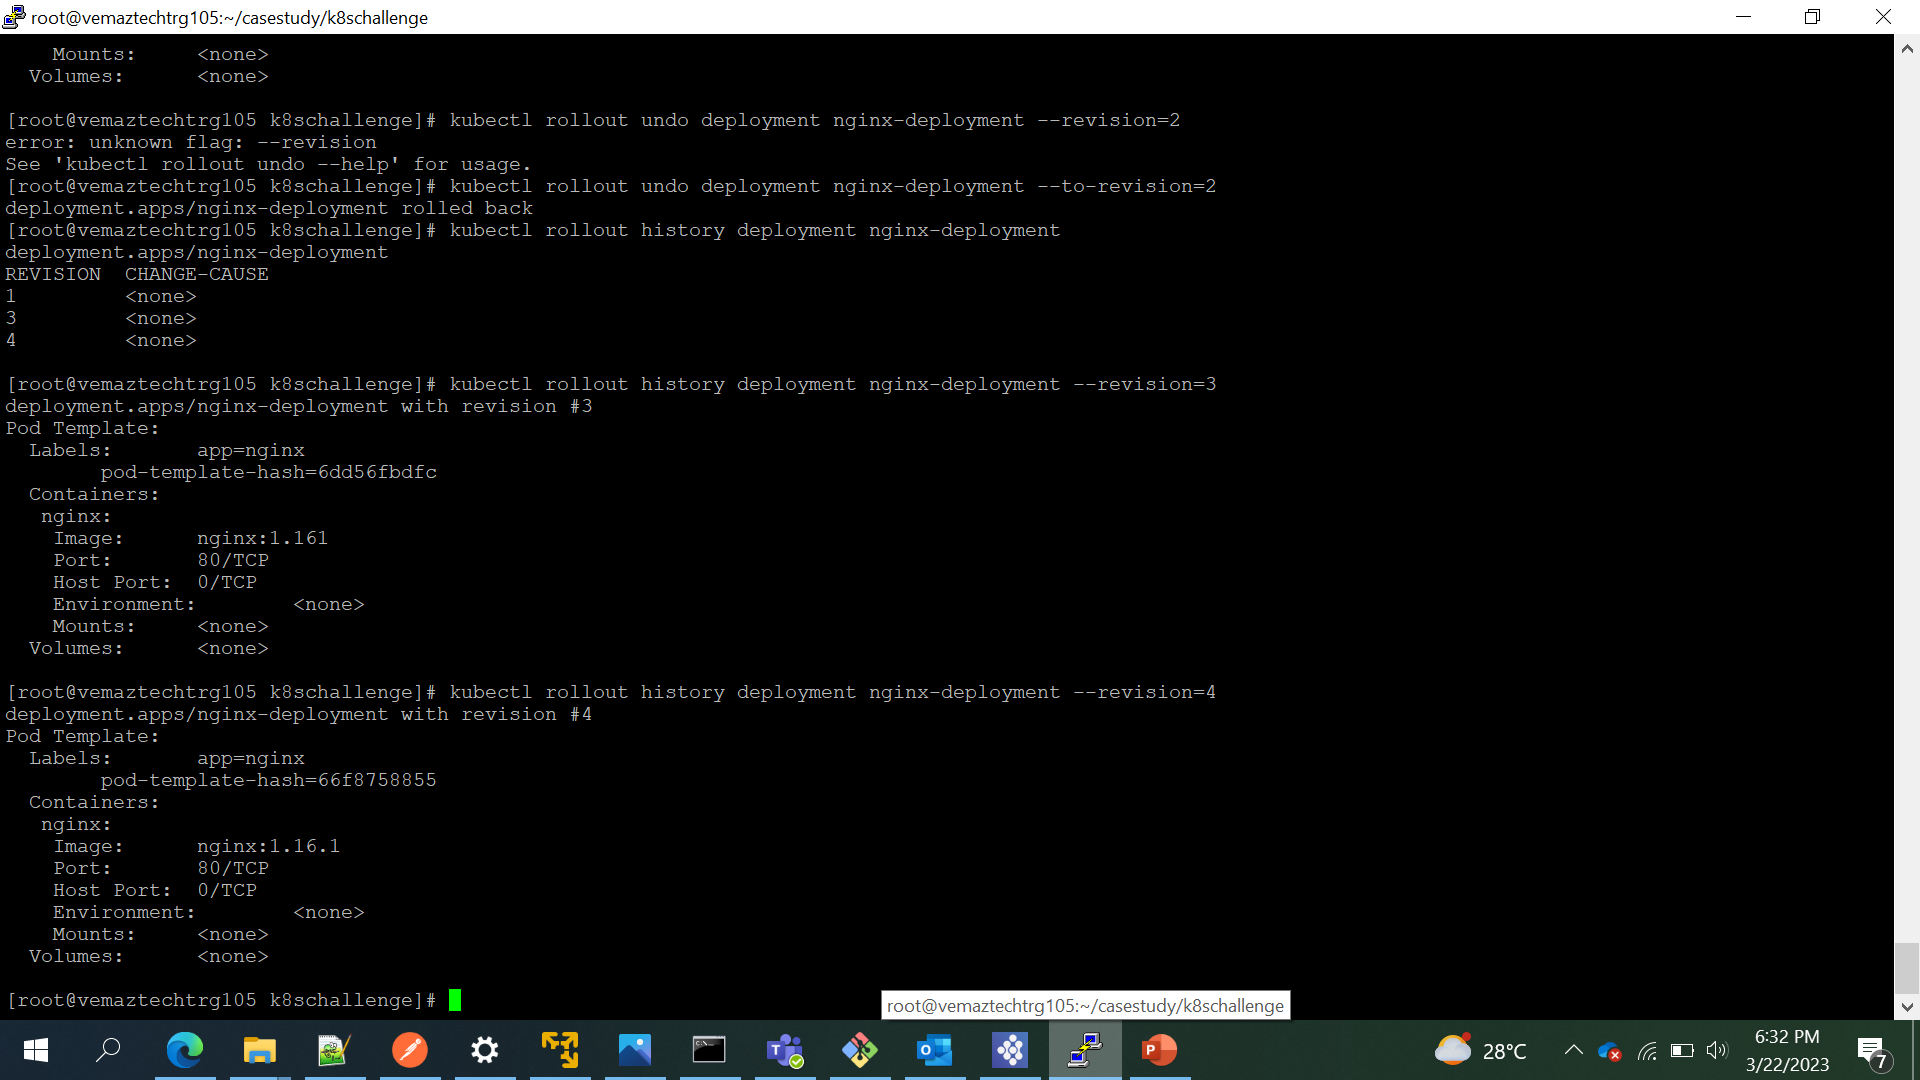 root@vemaztechtrg105:~/casestudy/k8schallenge
Mounts: <none>
Volumes: <none>
[root@vemaztechtrg105 k8schallenge]# kubectl rollout undo deployment nginx-deployment --revision=2
error: unknown flag: --revision
See 'kubectl rollout undo --help' for usage.
[root@vemaztechtrg105 k8schallenge]# kubectl rollout undo deployment nginx-deployment --to-revision=2
deployment.apps/nginx-deployment rolled back
[root@vemaztechtrg105 k8schallenge]# kubectl rollout history deployment nginx-deployment
deployment.apps/nginx-deployment
REVISION  CHANGE-CAUSE
1         <none>
3         <none>
4         <none>
[root@vemaztechtrg105 k8schallenge]# kubectl rollout history deployment nginx-deployment --revision=3
deployment.apps/nginx-deployment with revision #3
Pod Template:
Labels: app=nginx
pod-template-hash=6dd56fbdfc
Containers:
nginx:
Image: nginx:1.161
Port: 80/TCP
Host Port: 0/TCP
Environment: <none>
Mounts: <none>
Volumes: <none>
[root@vemaztechtrg105 k8schallenge]# kubectl rollout history deployment nginx-deployment --revision=4
deployment.apps/nginx-deployment with revision #4
Pod Template:
Labels: app=nginx
pod-template-hash=66f8758855
Containers:
nginx:
Image: nginx:1.16.1
Port: 80/TCP
Host Port: 0/TCP
Environment: <none>
Mounts: <none>
Volumes: <none>
[root@vemaztechtrg105 k8schallenge]#
root@vemaztechtrg105:~/casestudy/k8schallenge
28°C
6:32 PM
3/22/2023
7